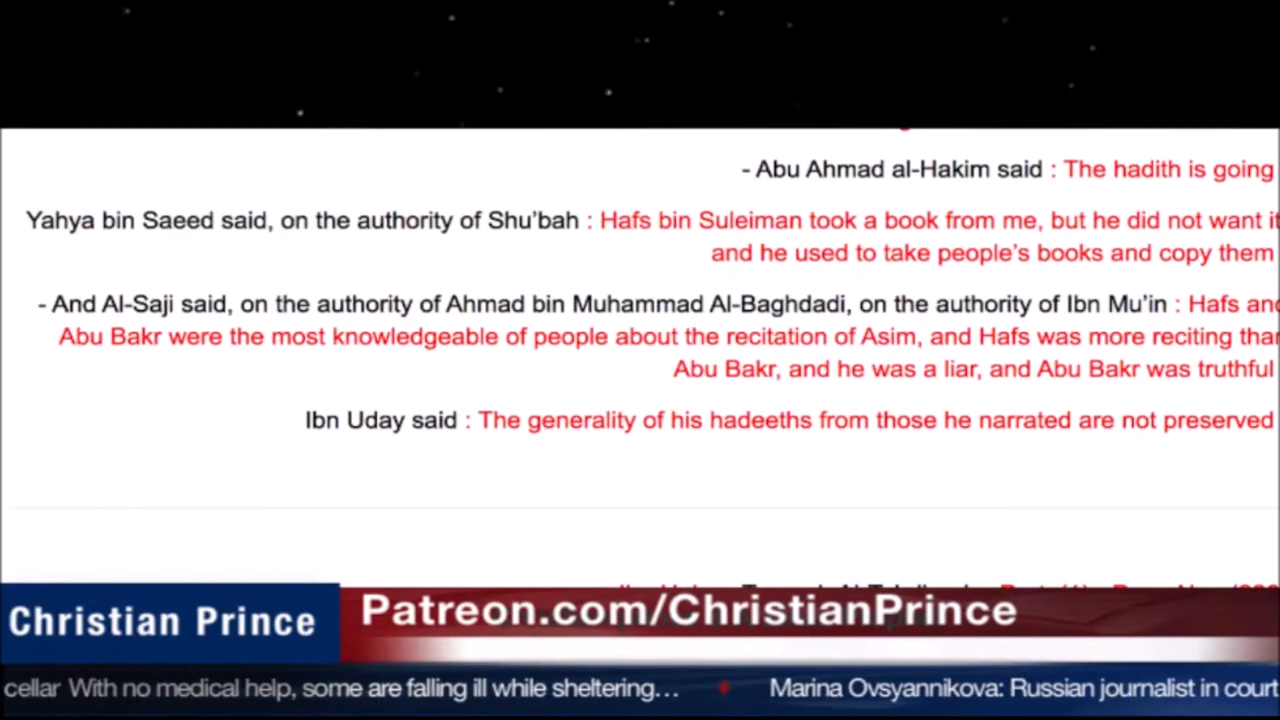 - Abu Ahmad al-Hakim said : The hadith is going
Yahya bin Saeed said, on the authority of Shu'bah : Hafs bin Suleiman took a book from me, but he did not want it
and he used to take people's books and copy them
- And Al-Saji said, on the authority of Ahmad bin Muhammad Al-Baghdadi, on the authority of Ibn Mu'in : Hafs and
Abu Bakr were the most knowledgeable of people about the recitation of Asim, and Hafs was more reciting than
Abu Bakr, and he was a liar, and Abu Bakr was truthful
Ibn Uday said : The generality of his hadeeths from those he narrated are not preserved
Christian Prince
Patreon.com/ChristianPrince
cellar With no medical help, some are falling ill while sheltering... Marina Ovsyannikova: Russian journalist in court